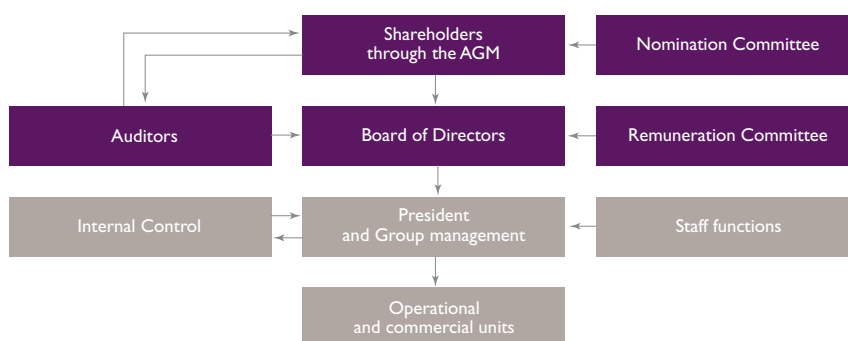 Shareholders
through the AGM
Nomination Committee
Auditors
Board of Directors
Remuneration Committee
Internal Control
President
and Group management
Staff functions
Operational
and commercial units